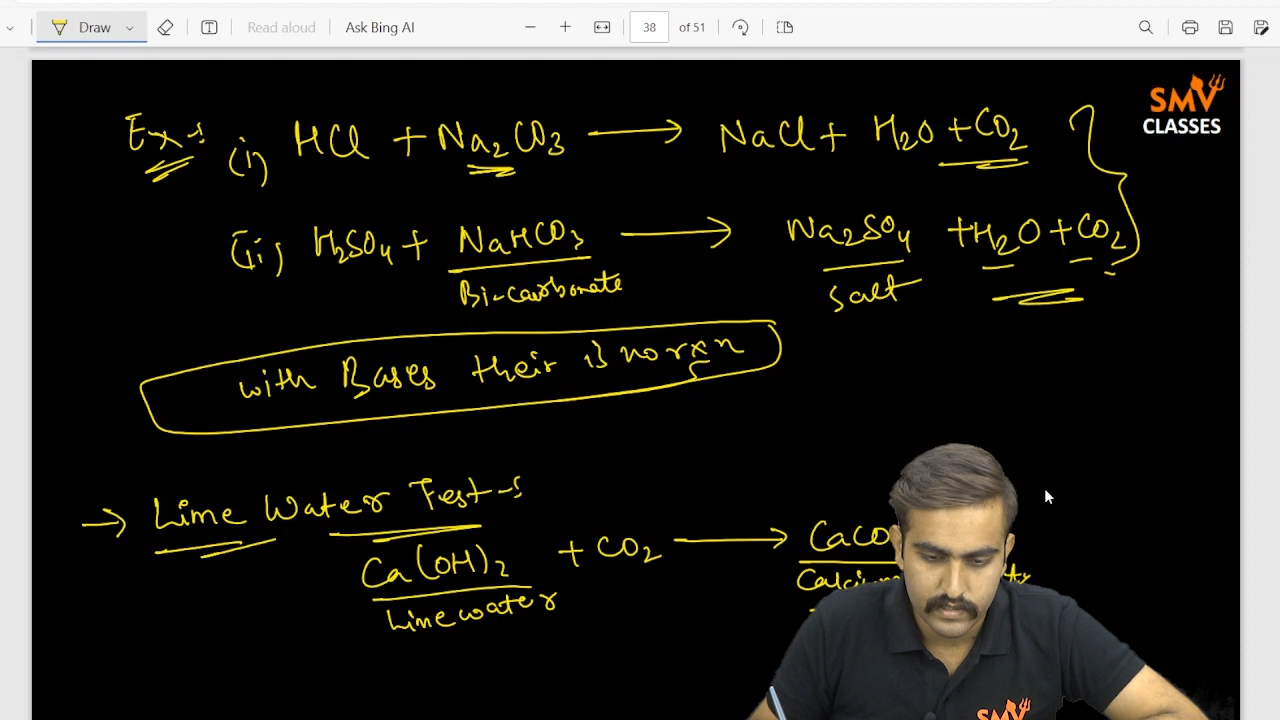 Draw
Read aloud
Ask Bing AI
38 of 51
SMV
CLASSES
Ex-:
(i) HCl + Na2CO3 → NaCl + H2O + CO2
(ii) H2SO4 + NaHCO3 → Na2SO4 + H2O + CO2
Bi-carbonate
Salt
with Bases their is no rxn
→ Lime Water Test-:
Ca(OH)2 + CO2 → CaCO
Lime water
SMV